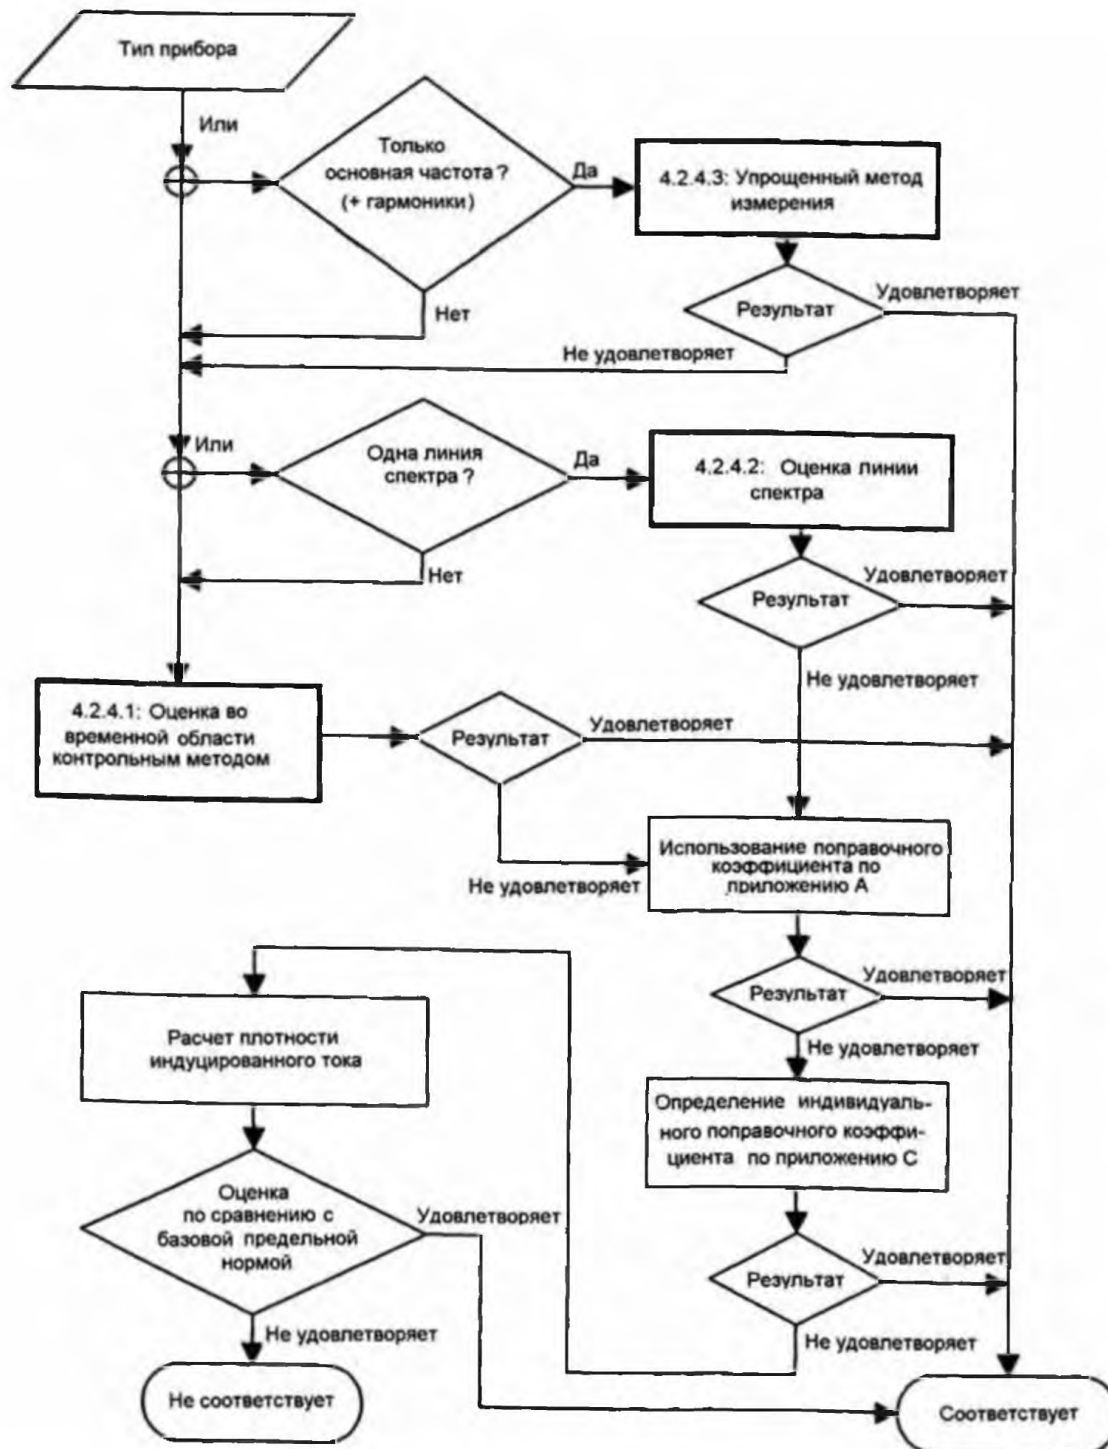 Тип прибора
Или
Только
основная частота ?
(+ гармоники)
Да
4.2.4.3: Упрощенный метод
измерения
Нет
Результат
Удовлетворяет
Не удовлетворяет
Или
Одна линия
спектра ?
Да
4.2.4.2: Оценка линии
спектра
Нет
Результат
Удовлетворяет
Не удовлетворяет
4.2.4.1: Оценка во
временной области
контрольным методом
Результат
Удовлетворяет
Не удовлетворяет
Использование поправочного
коэффициента по
приложению А
Результат
Удовлетворяет
Не удовлетворяет
Расчет плотности
индуцированного тока
Определение индивидуаль-
ного поправочного коэффи-
циента по приложению С
Оценка
по сравнению с
базовой предельной
нормой
Удовлетворяет
Результат
Удовлетворяет
Не удовлетворяет
Не удовлетворяет
Не соответствует
Соответствует